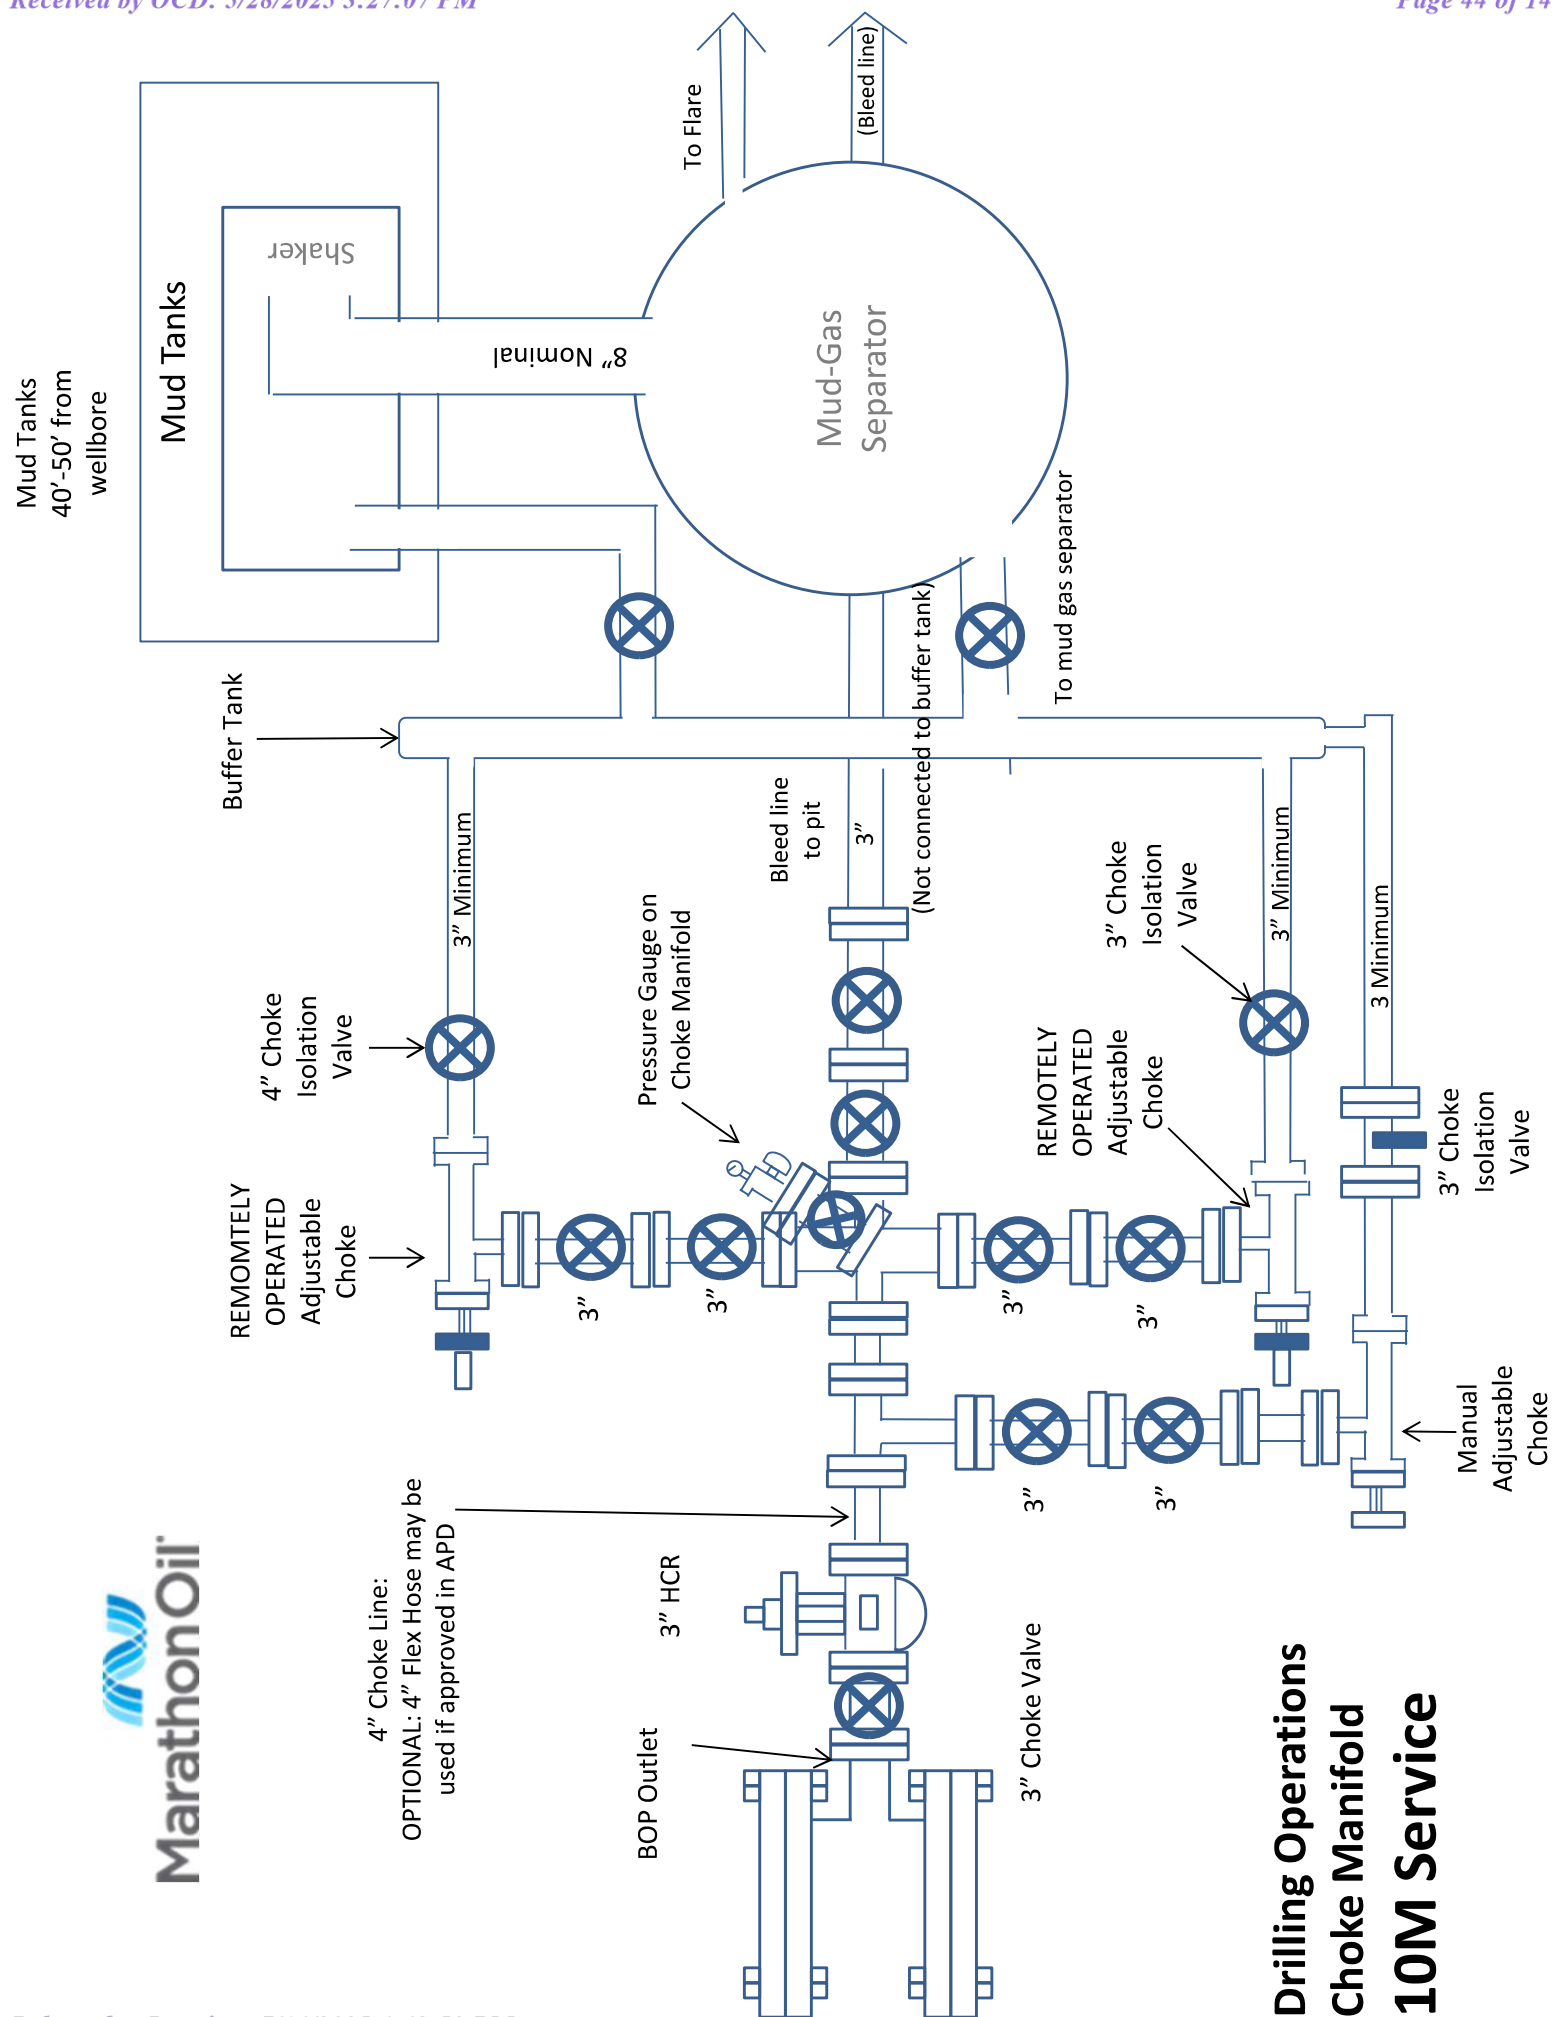 Received by OCD: 3/28/2023 3:27:07 PM
Page 44 of 14
Mud Tanks
40’-50’ from
wellbore
Mud Tanks
Shaker
8” Nominal
To Flare
(Bleed line)
Mud-Gas
Separator
To mud gas separator
(Not connected to buffer tank)
Buffer Tank
3” Minimum
Bleed line
to pit
3”
3” Choke
Isolation
Valve
3” Minimum
3 Minimum
4” Choke
Isolation
Valve
Pressure Gauge on
Choke Manifold
REMOTELY
OPERATED
Adjustable
Choke
3” Choke
Isolation
Valve
REMOMTELY
OPERATED
Adjustable
Choke
3”
3”
3”
3”
Manual
Adjustable
Choke
3”
3”
MarathonOil
4” Choke Line:
OPTIONAL: 4” Flex Hose may be
used if approved in APD
3” HCR
BOP Outlet
3” Choke Valve
Drilling Operations
Choke Manifold
10M Service